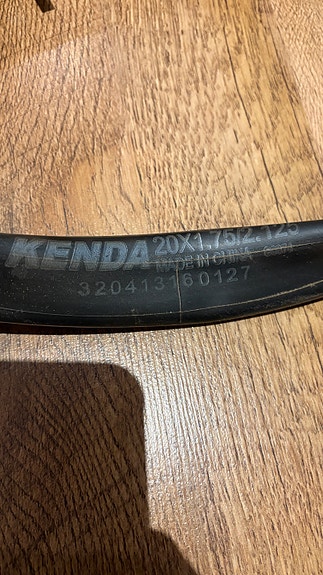 KENDA 20X1.75/2.125
MADE IN CHINA
320413160127